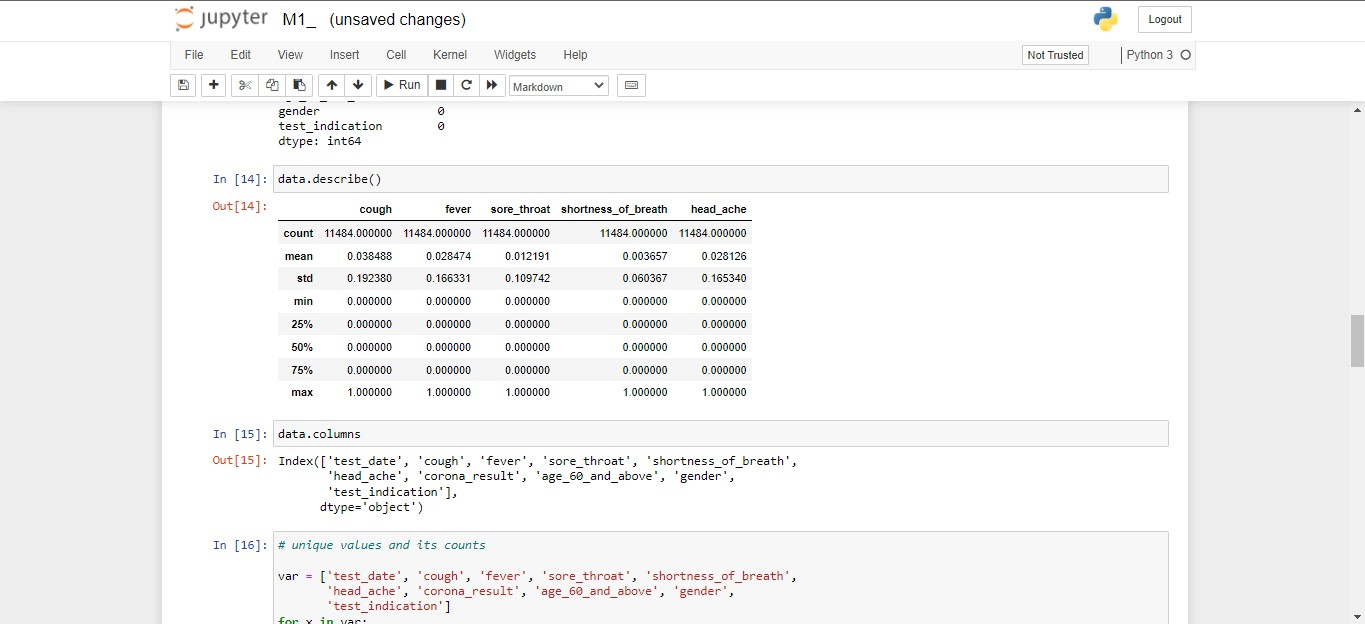 jupyter M1_ (unsaved changes) Logout
File Edit View Insert Cell Kernel Widgets Help Not Trusted Python 3
Run Markdown
gender 0
test_indication 0
dtype: int64
In [14]: data.describe()
Out[14]:
cough fever sore_throat shortness_of_breath head_ache
count 11484.000000 11484.000000 11484.000000 11484.000000 11484.000000
mean 0.038488 0.028474 0.012191 0.003657 0.028126
std 0.192380 0.166331 0.109742 0.060367 0.165340
min 0.000000 0.000000 0.000000 0.000000 0.000000
25% 0.000000 0.000000 0.000000 0.000000 0.000000
50% 0.000000 0.000000 0.000000 0.000000 0.000000
75% 0.000000 0.000000 0.000000 0.000000 0.000000
max 1.000000 1.000000 1.000000 1.000000 1.000000
In [15]: data.columns
Out[15]: Index(['test_date', 'cough', 'fever', 'sore_throat', 'shortness_of_breath',
'head_ache', 'corona_result', 'age_60_and_above', 'gender',
'test_indication'],
dtype='object')
In [16]: # unique values and its counts
var = ['test_date', 'cough', 'fever', 'sore_throat', 'shortness_of_breath',
'head_ache', 'corona_result', 'age_60_and_above', 'gender',
'test_indication']
for x in var: